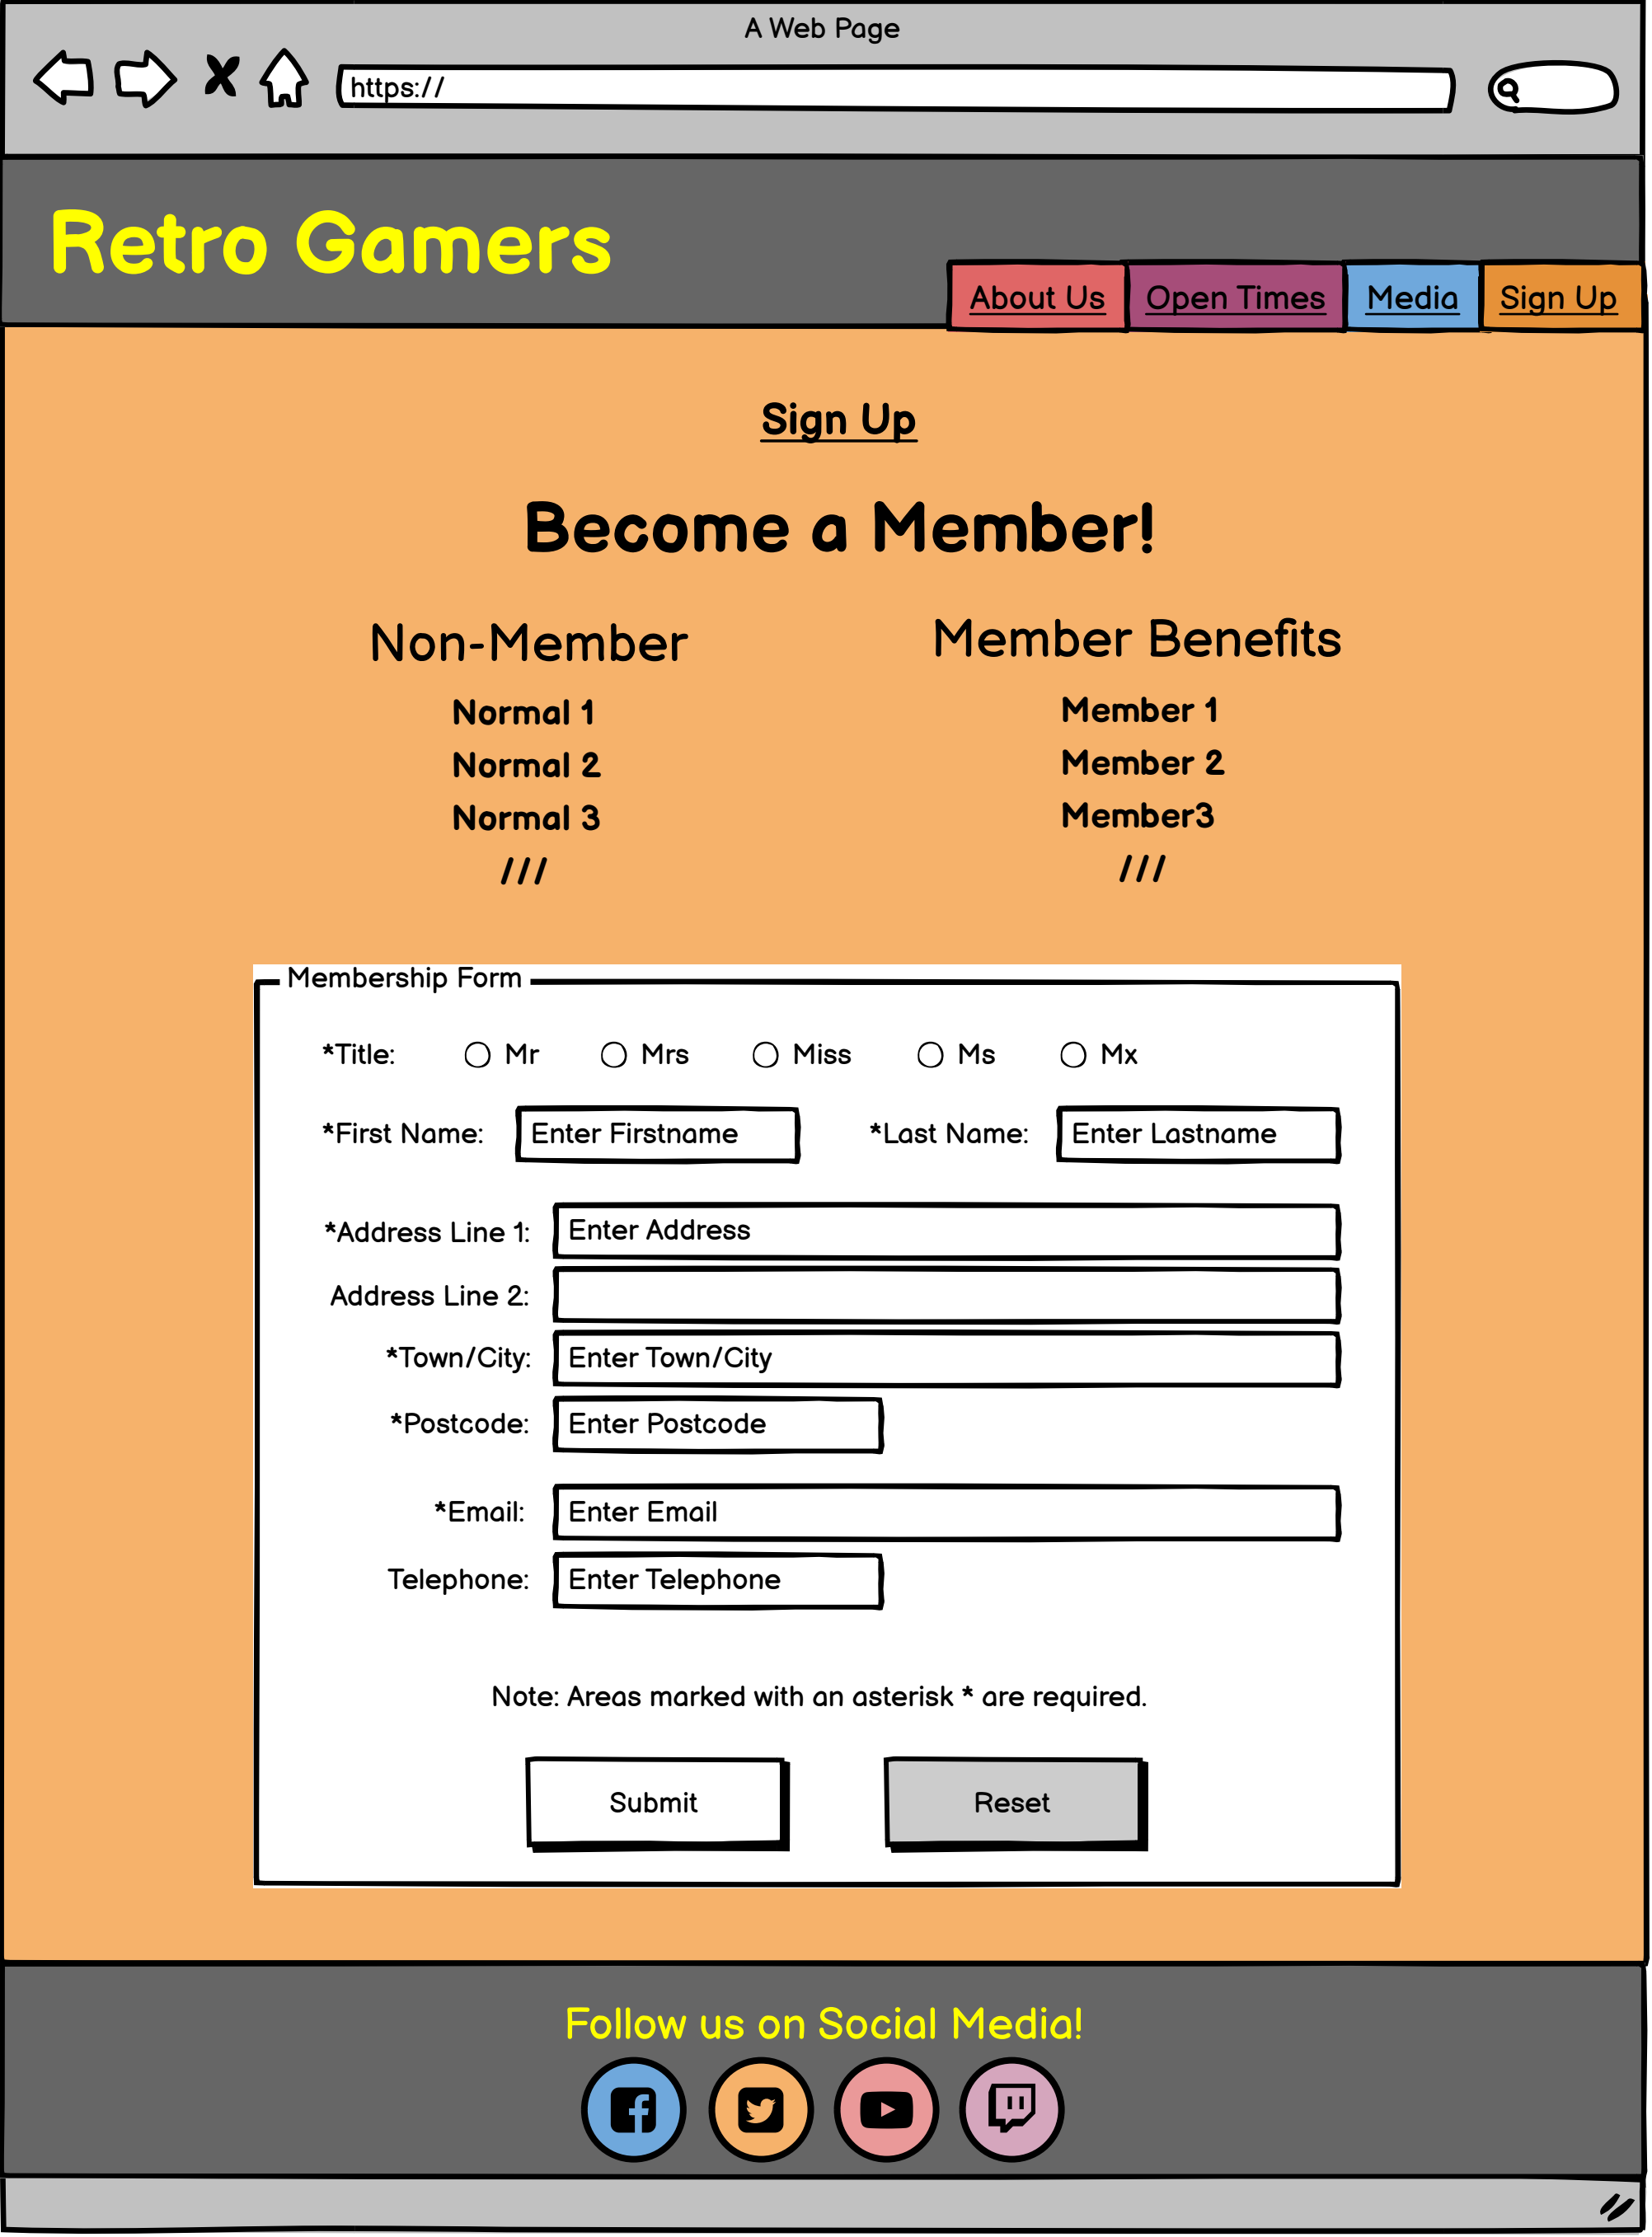 A Web Page
https://
Retro Gamers
About Us Open Times Media Sign Up
Sign Up
Become a Member!
Non-Member
Normal 1
Normal 2
Normal 3
///
Member Benefits
Member 1
Member 2
Member3
///
Membership Form
*Title: Mr Mrs Miss Ms Mx
*First Name: Enter Firstname *Last Name: Enter Lastname
*Address Line 1: Enter Address
Address Line 2:
*Town/City: Enter Town/City
*Postcode: Enter Postcode
*Email: Enter Email
Telephone: Enter Telephone
Note: Areas marked with an asterisk * are required.
Submit Reset
Follow us on Social Media!